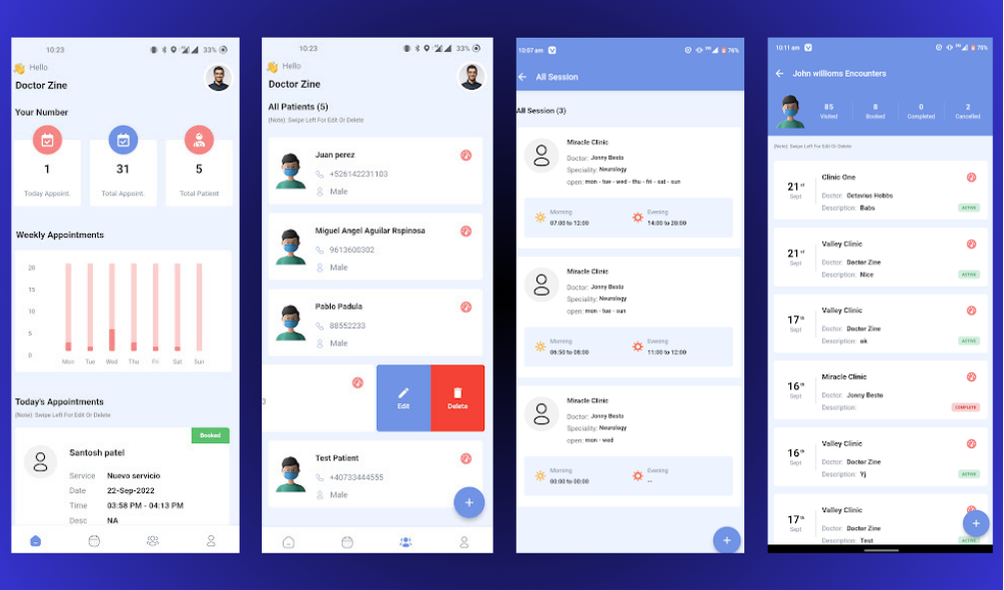 10:23
33%
Hello
Doctor Zine
Your Number
1
31
5
Today Appoint.
Total Appoint.
Total Patient
Weekly Appointments
20
15
10
5
0
Mon Tue Wed Thu Fri Sat Sun
Today's Appointments
(Note): Swipe Left For Edit Or Delete
Booked
Santosh patel
Service Nuevo servicio
Date 22-Sep-2022
Time 03:58 PM - 04:13 PM
Desc NA
10:23
33%
Hello
Doctor Zine
All Patients (5)
(Note): Swipe Left For Edit Or Delete
Juan perez
+526142231103
Male
Miguel Angel Aguilar Rspinosa
9613600302
Male
Pablo Padula
88552233
Male
3
Edit
Delete
Test Patient
+40733444555
Male
+
10:07 am
76%
All Session
All Session (3)
Miracle Clinic
Doctor: Jonny Besto
Speciality: Neurology
open: mon - tue - wed - thu - fri - sat - sun
Morning
07:00 to 12:00
Evening
14:00 to 20:00
Miracle Clinic
Doctor: Jonny Besto
Speciality: Neurology
open: mon - tue - sun
Morning
06:50 to 08:00
Evening
11:00 to 12:00
Miracle Clinic
Doctor: Jonny Besto
Speciality: Neurology
open: mon - wed
Morning
00:00 to 00:00
Evening
--
+
10:11 am
75%
John willioms Encounters
85
8
0
2
Visited
Booked
Completed
Cancelled
(Note): Swipe Left For Edit Or Delete
21st
Sept
Clinic One
Doctor: Octavius Hobbs
Description: Babs
ACTIVE
21st
Sept
Valley Clinic
Doctor: Doctor Zine
Description: Nice
ACTIVE
17th
Sept
Valley Clinic
Doctor: Doctor Zine
Description: ok
ACTIVE
16th
Sept
Miracle Clinic
Doctor: Jonny Besto
Description:
COMPLETE
16th
Sept
Valley Clinic
Doctor: Doctor Zine
Description: Yj
ACTIVE
17th
Sept
Valley Clinic
Doctor: Doctor Zine
Description: Test
ACTIVE
+